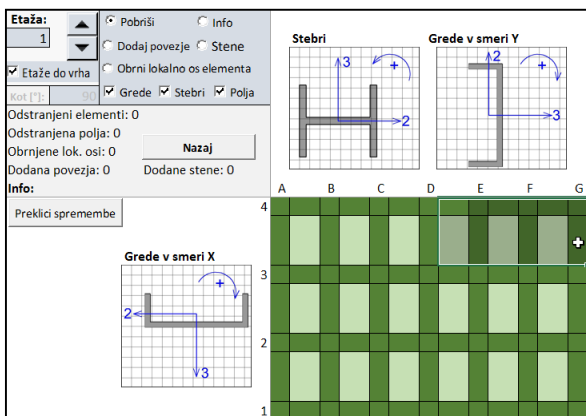 Etaža:
1
Etaže do vrha
Kot [°]: 90
Pobriši
Info
Dodaj povezje
Stene
Obrni lokalno os elementa
Grede
Stebri
Polja
Odstranjeni elementi: 0
Odstranjena polja: 0
Obrnjene lok. osi: 0
Nazaj
Dodana povezja: 0
Dodane stene: 0
Info:
Preklici spremembe
Stebri
3
+
2
Grede v smeri Y
2
+
3
Grede v smeri X
+
2
3
A B C D E F G
4
3
2
1